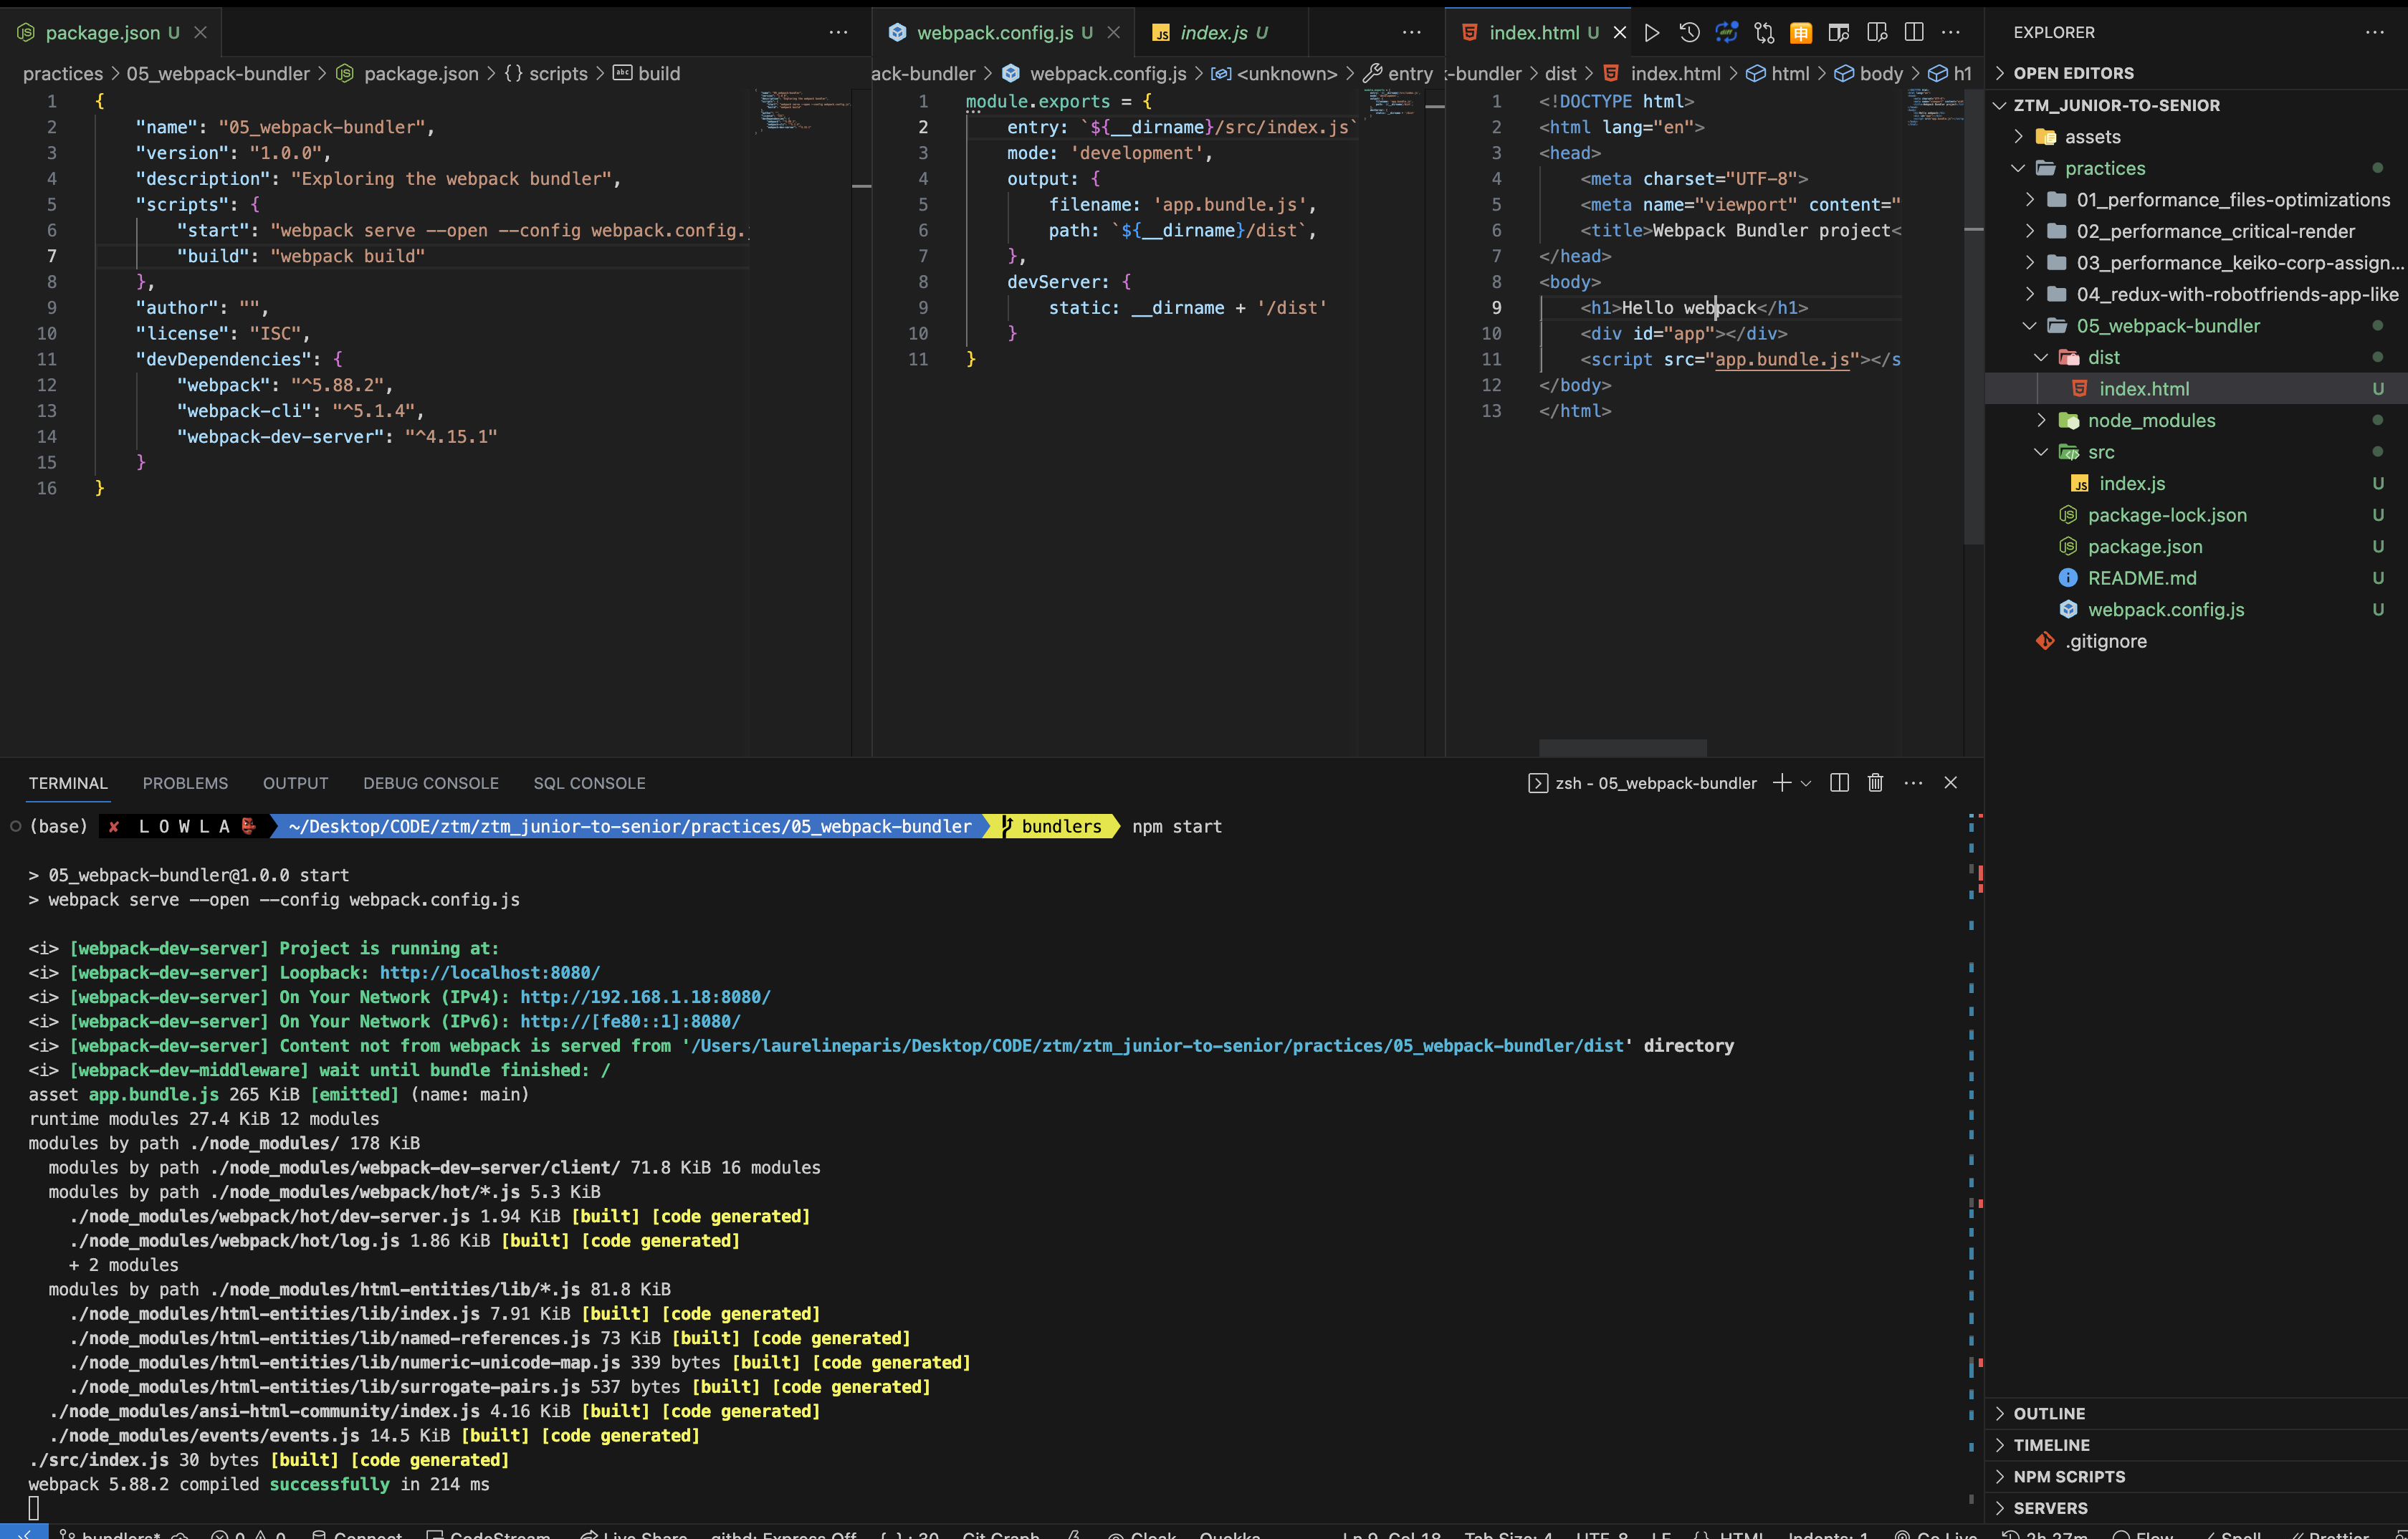 package.json U
webpack.config.js U
index.js U
index.html U
EXPLORER
practices > 05_webpack-bundler > package.json > {} scripts > build
ack-bundler > webpack.config.js > <unknown> > entry
-bundler > dist > index.html > html > body > h1
OPEN EDITORS
1 {
2 "name": "05_webpack-bundler",
3 "version": "1.0.0",
4 "description": "Exploring the webpack bundler",
5 "scripts": {
6 "start": "webpack serve --open --config webpack.config.
7 "build": "webpack build"
8 },
9 "author": "",
10 "license": "ISC",
11 "devDependencies": {
12 "webpack": "^5.88.2",
13 "webpack-cli": "^5.1.4",
14 "webpack-dev-server": "^4.15.1"
15 }
16 }
1 module.exports = {
2 entry: `${__dirname}/src/index.js`
3 mode: 'development',
4 output: {
5 filename: 'app.bundle.js',
6 path: `${__dirname}/dist`,
7 },
8 devServer: {
9 static: __dirname + '/dist'
10 }
11 }
1 <!DOCTYPE html>
2 <html lang="en">
3 <head>
4 <meta charset="UTF-8">
5 <meta name="viewport" content="
6 <title>Webpack Bundler project<
7 </head>
8 <body>
9 <h1>Hello webpack</h1>
10 <div id="app"></div>
11 <script src="app.bundle.js"></s
12 </body>
13 </html>
ZTM_JUNIOR-TO-SENIOR
assets
practices
01_performance_files-optimizations
02_performance_critical-render
03_performance_keiko-corp-assign...
04_redux-with-robotfriends-app-like
05_webpack-bundler
dist
index.html U
node_modules
src
index.js U
package-lock.json U
package.json U
README.md U
webpack.config.js U
.gitignore
TERMINAL PROBLEMS OUTPUT DEBUG CONSOLE SQL CONSOLE
zsh - 05_webpack-bundler
(base) ✘ L O W L A 👺 ~/Desktop/CODE/ztm/ztm_junior-to-senior/practices/05_webpack-bundler bundlers npm start
> 05_webpack-bundler@1.0.0 start
> webpack serve --open --config webpack.config.js
<i> [webpack-dev-server] Project is running at:
<i> [webpack-dev-server] Loopback: http://localhost:8080/
<i> [webpack-dev-server] On Your Network (IPv4): http://192.168.1.18:8080/
<i> [webpack-dev-server] On Your Network (IPv6): http://[fe80::1]:8080/
<i> [webpack-dev-server] Content not from webpack is served from '/Users/laurelineparis/Desktop/CODE/ztm/ztm_junior-to-senior/practices/05_webpack-bundler/dist' directory
<i> [webpack-dev-middleware] wait until bundle finished: /
asset app.bundle.js 265 KiB [emitted] (name: main)
runtime modules 27.4 KiB 12 modules
modules by path ./node_modules/ 178 KiB
modules by path ./node_modules/webpack-dev-server/client/ 71.8 KiB 16 modules
modules by path ./node_modules/webpack/hot/*.js 5.3 KiB
./node_modules/webpack/hot/dev-server.js 1.94 KiB [built] [code generated]
./node_modules/webpack/hot/log.js 1.86 KiB [built] [code generated]
+ 2 modules
modules by path ./node_modules/html-entities/lib/*.js 81.8 KiB
./node_modules/html-entities/lib/index.js 7.91 KiB [built] [code generated]
./node_modules/html-entities/lib/named-references.js 73 KiB [built] [code generated]
./node_modules/html-entities/lib/numeric-unicode-map.js 339 bytes [built] [code generated]
./node_modules/html-entities/lib/surrogate-pairs.js 537 bytes [built] [code generated]
./node_modules/ansi-html-community/index.js 4.16 KiB [built] [code generated]
./node_modules/events/events.js 14.5 KiB [built] [code generated]
./src/index.js 30 bytes [built] [code generated]
webpack 5.88.2 compiled successfully in 214 ms
OUTLINE
TIMELINE
NPM SCRIPTS
SERVERS
bundlers* 0 0 Connect CodeStream Live Share githd: Express Off {..}: 30 Git Graph Cloak Quokka Ln 9, Col 18 Tab Size: 4 UTF-8 LF {} HTML Indents: 1 Go Live 2h 27m Flow Spell Prettier